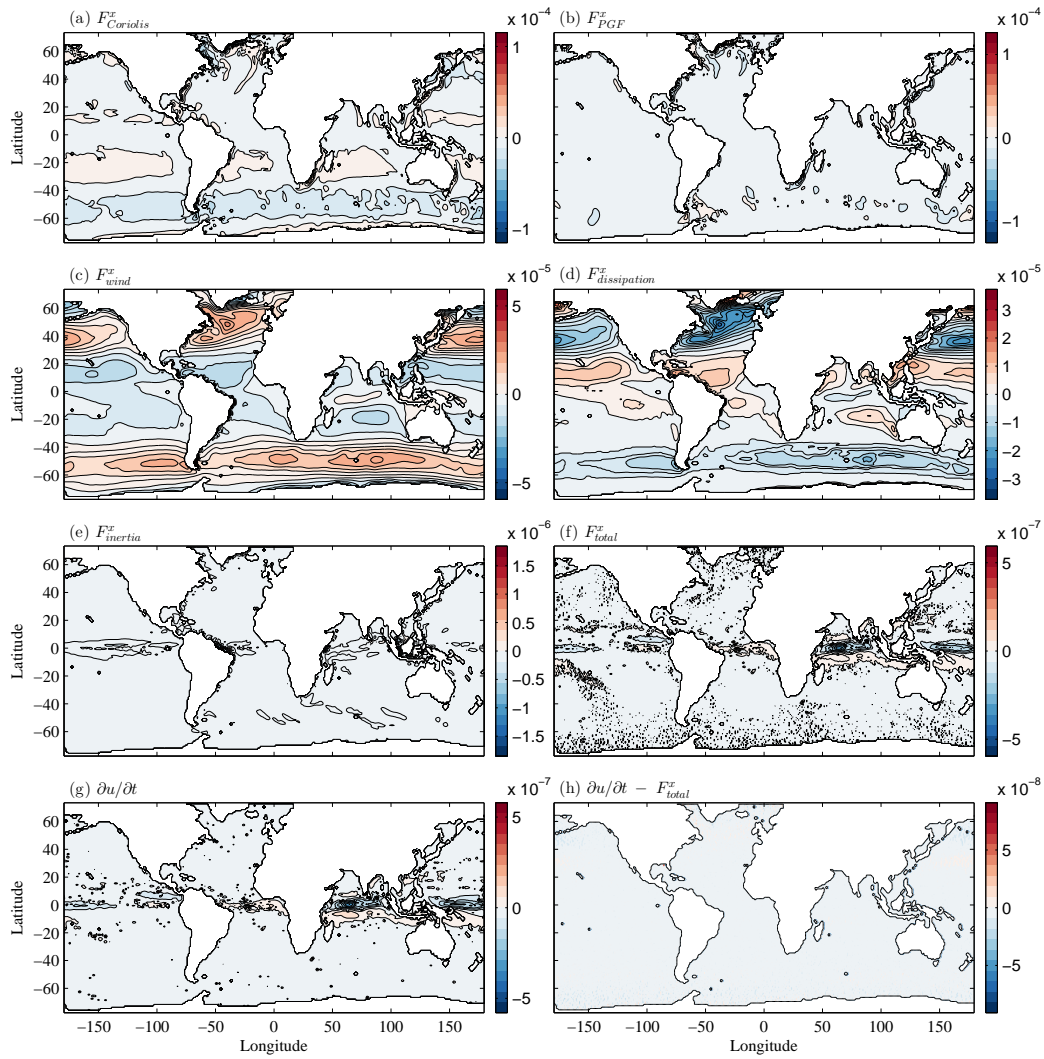 (a) F^x_Coriolis
x 10^−4
(b) F^x_PGF
x 10^−4
60
40
20
0
−20
−40
−60
Latitude
1
0
−1
1
0
−1
(c) F^x_wind
x 10^−5
(d) F^x_dissipation
x 10^−5
60
40
20
0
−20
−40
−60
Latitude
5
0
−5
3
2
1
0
−1
−2
−3
(e) F^x_inertia
x 10^−6
(f) F^x_total
x 10^−7
60
40
20
0
−20
−40
−60
Latitude
1.5
1
0.5
0
−0.5
−1
−1.5
5
0
−5
(g) ∂u/∂t
x 10^−7
(h) ∂u/∂t − F^x_total
x 10^−8
60
40
20
0
−20
−40
−60
Latitude
5
0
−5
5
0
−5
−150 −100 −50 0 50 100 150
Longitude
−150 −100 −50 0 50 100 150
Longitude